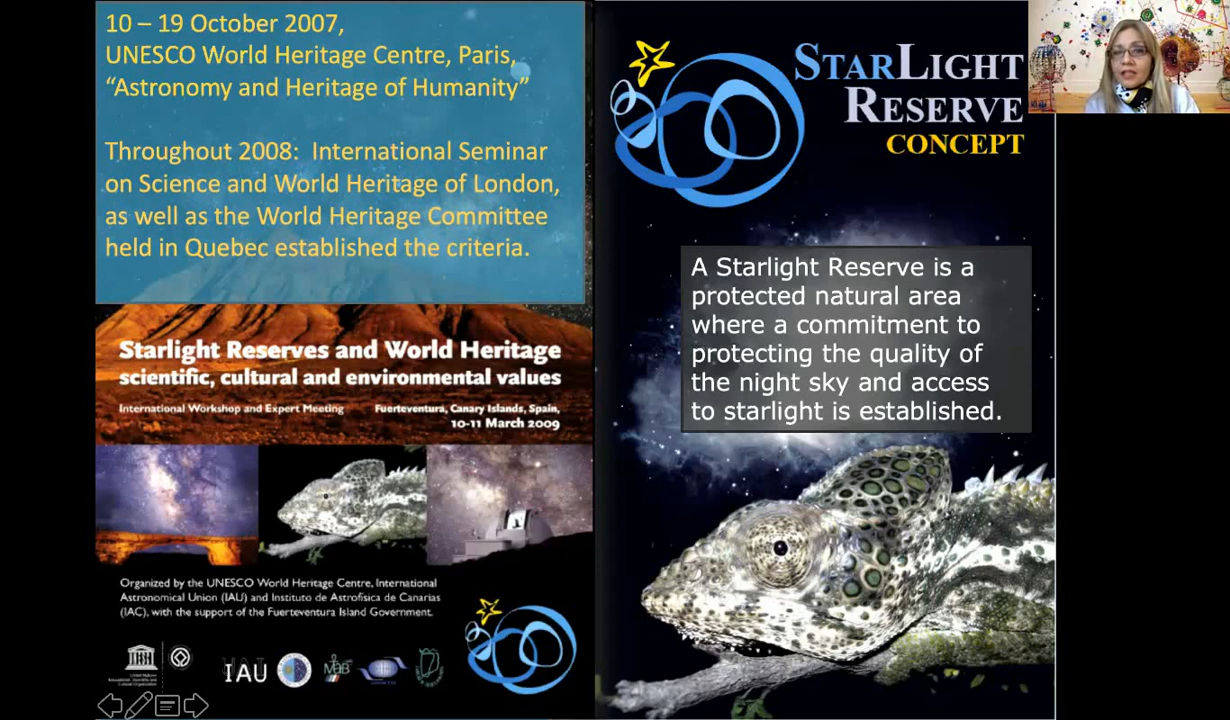 10 – 19 October 2007,
UNESCO World Heritage Centre, Paris,
“Astronomy and Heritage of Humanity”
Throughout 2008: International Seminar
on Science and World Heritage of London,
as well as the World Heritage Committee
held in Quebec established the criteria.
Starlight Reserves and World Heritage
scientific, cultural and environmental values
International Workshop and Expert Meeting
Fuerteventura, Canary Islands, Spain,
10-11 March 2009
Organized by the UNESCO World Heritage Centre, International
Astronomical Union (IAU) and Instituto de Astrofísica de Canarias
(IAC), with the support of the Fuerteventura Island Government.
IAU
MAB
STARLIGHT
RESERVE
CONCEPT
A Starlight Reserve is a
protected natural area
where a commitment to
protecting the quality of
the night sky and access
to starlight is established.